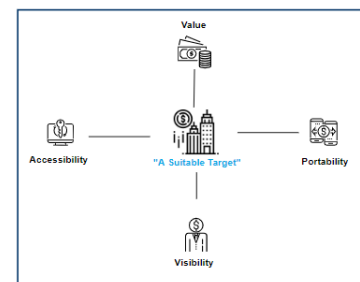 Value
Accessibility
"A Suitable Target"
Portability
Visibility